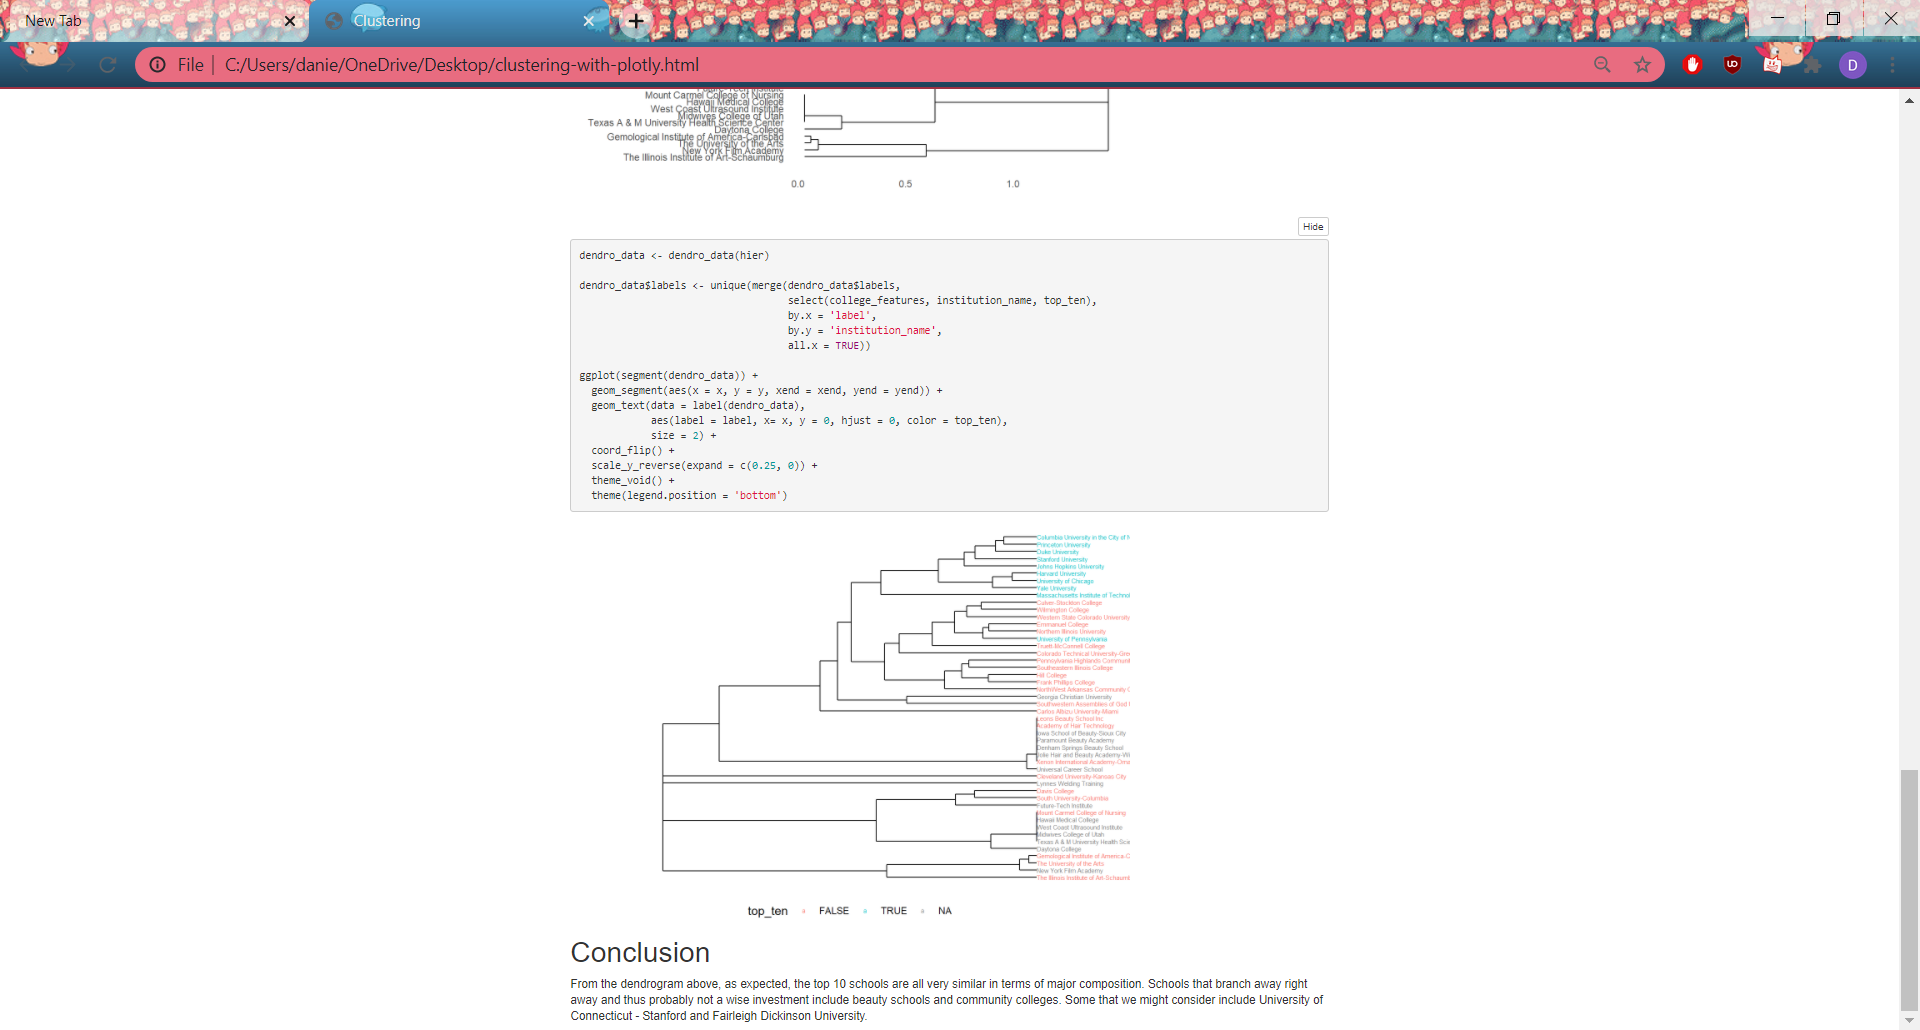 New Tab
Clustering
File
C:/Users/danie/OneDrive/Desktop/clustering-with-plotly.html
D
Mount Carmel College of Nursing
Hawaii Medical College
West Coast Ultrasound Institute
Midwives College of Utah
Texas A & M University Health Science Center
Daytona College
Gemological Institute of America-Carlsbad
The University of the Arts
New York Film Academy
The Illinois Institute of Art-Schaumburg
0.0 0.5 1.0
Hide
dendro_data <- dendro_data(hier)
dendro_data$labels <- unique(merge(dendro_data$labels,
select(college_features, institution_name, top_ten),
by.x = 'label',
by.y = 'institution_name',
all.x = TRUE))
ggplot(segment(dendro_data)) +
geom_segment(aes(x = x, y = y, xend = xend, yend = yend)) +
geom_text(data = label(dendro_data),
aes(label = label, x= x, y = 0, hjust = 0, color = top_ten),
size = 2) +
coord_flip() +
scale_y_reverse(expand = c(0.25, 0)) +
theme_void() +
theme(legend.position = 'bottom')
Columbia University in the City of N
Princeton University
Duke University
Stanford University
Johns Hopkins University
Harvard University
University of Chicago
Yale University
Massachusetts Institute of Technol
Culver-Stockton College
Wilmington College
Western State Colorado University
Emmanuel College
Northern Illinois University
University of Pennsylvania
Truett-McConnell College
Colorado Technical University-Gre
Pennsylvania Highlands Communit
Southeastern Illinois College
Hill College
Frank Phillips College
NorthWest Arkansas Community C
Georgia Christian University
Southwestern Assemblies of God
Carlos Albizu University-Miami
Leons Beauty School Inc
Academy of Hair Technology
Iowa School of Beauty-Sioux City
Paramount Beauty Academy
Denham Springs Beauty School
Jolie Hair and Beauty Academy-W
Xenon International Academy-Oma
Universal Career School
Cleveland University-Kansas City
Lynnes Welding Training
Davis College
South University-Columbia
Future-Tech Institute
Mount Carmel College of Nursing
Hawaii Medical College
West Coast Ultrasound Institute
Midwives College of Utah
Texas A & M University Health Scie
Daytona College
Gemological Institute of America-C
The University of the Arts
New York Film Academy
The Illinois Institute of Art-Schaumb
top_ten FALSE TRUE NA
Conclusion
From the dendrogram above, as expected, the top 10 schools are all very similar in terms of major composition. Schools that branch away right
away and thus probably not a wise investment include beauty schools and community colleges. Some that we might consider include University of
Connecticut - Stanford and Fairleigh Dickinson University.